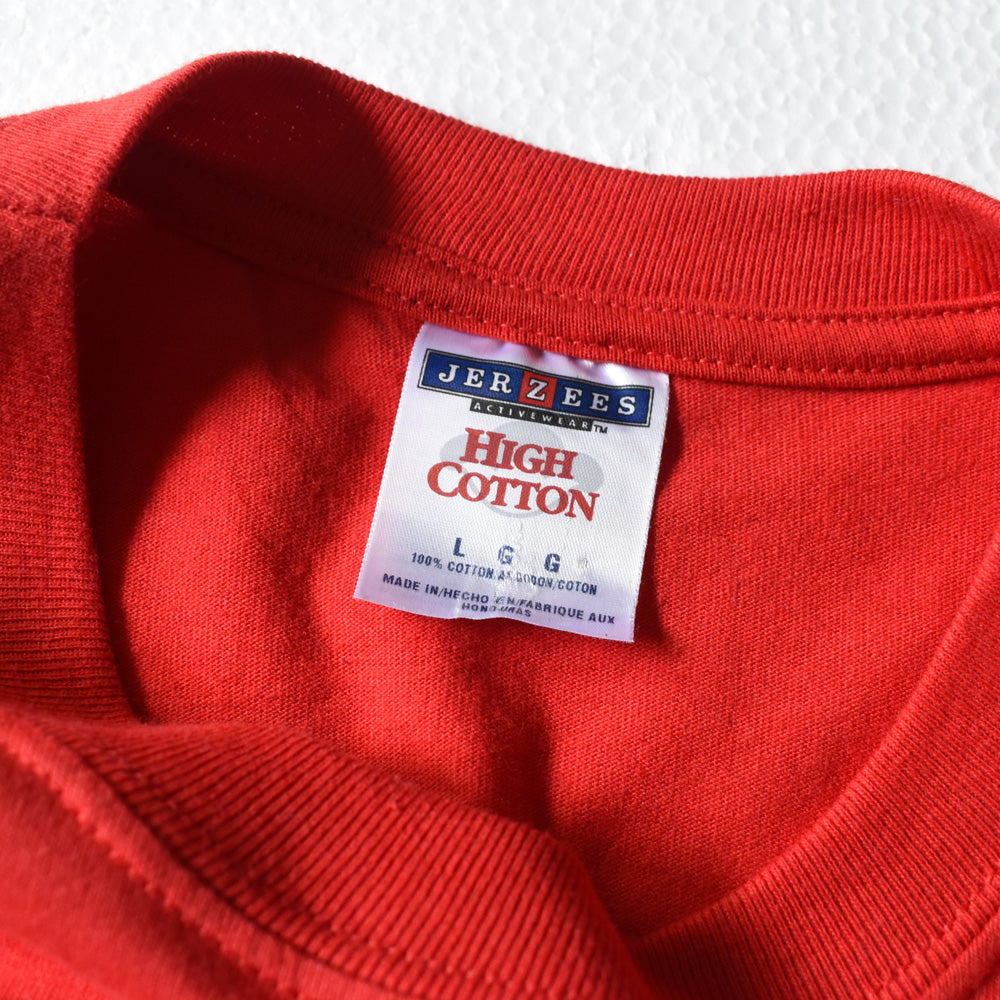 JERZEES
ACTIVEWEAR™
HIGH
COTTON
L G G
100% COTTON/ALGODON/COTON
MADE IN/HECHO EN/FABRIQUE AUX
HONDURAS